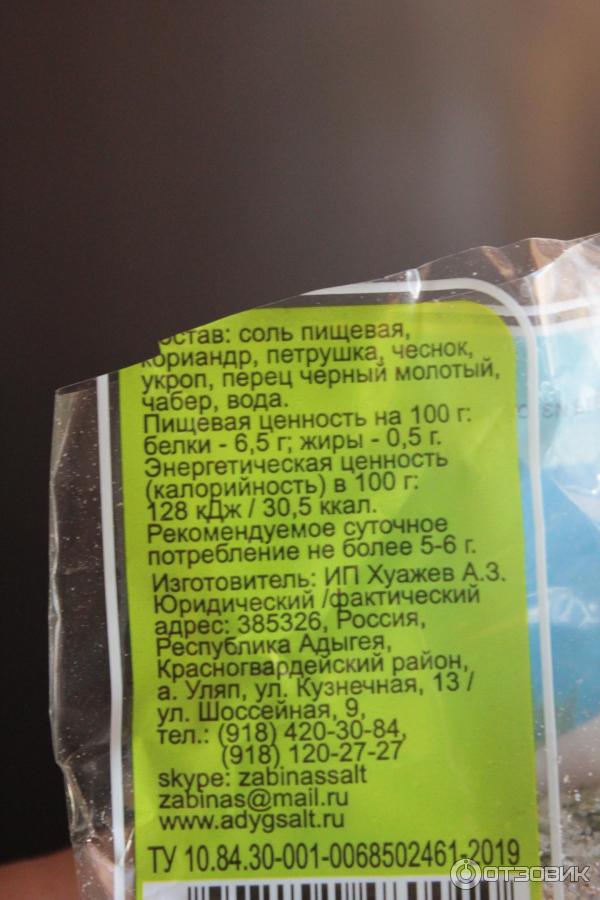 остав: соль пищевая,
кориандр, петрушка, чеснок,
укроп, перец черный молотый,
чабер, вода.
Пищевая ценность на 100 г:
белки - 6,5 г; жиры - 0,5 г.
Энергетическая ценность
(калорийность) в 100 г:
128 кДж / 30,5 ккал.
Рекомендуемое суточное
потребление не более 5-6 г.
Изготовитель: ИП Хуажев А.З.
Юридический /фактический
адрес: 385326, Россия,
Республика Адыгея,
Красногвардейский район,
а. Уляп, ул. Кузнечная, 13 /
ул. Шоссейная, 9,
тел.: (918) 420-30-84,
(918) 120-27-27
skype: zabinassalt
zabinas@mail.ru
www.adygsalt.ru
ТУ 10.84.30-001-0068502461-2019
ОТЗОВИК